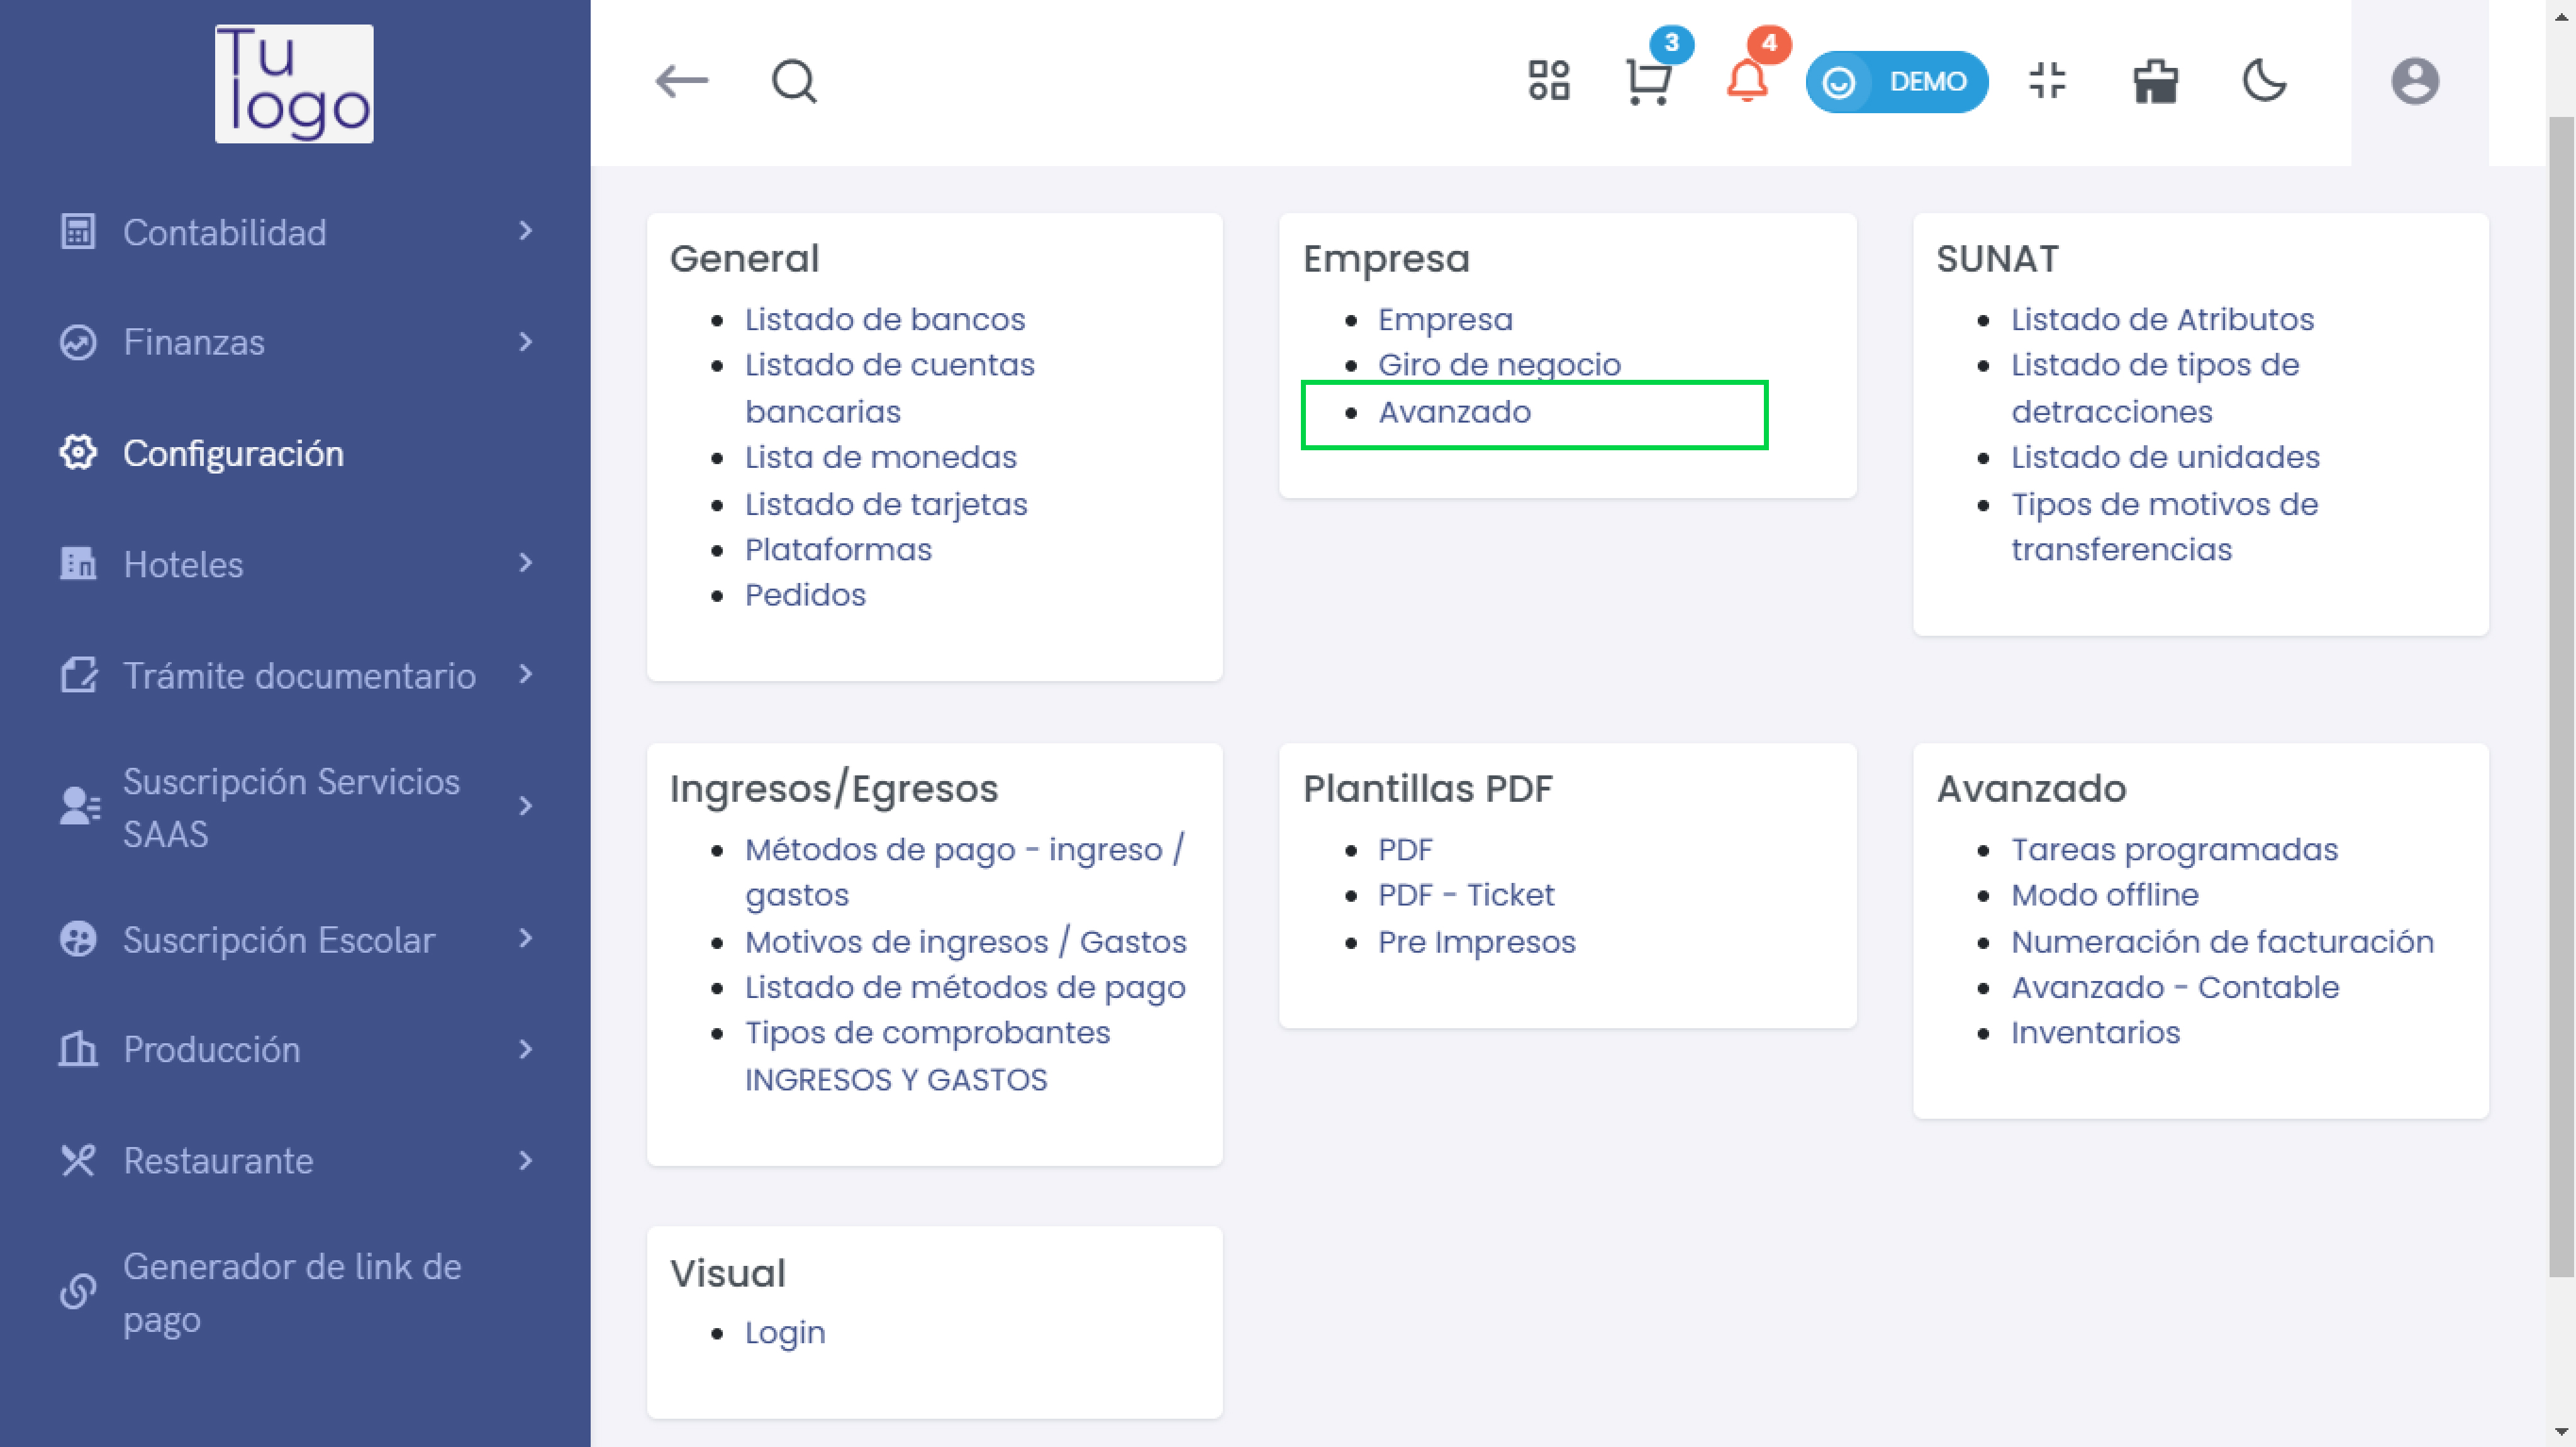 Tu
logo
3
4
DEMO
Contabilidad
Finanzas
Configuración
Hoteles
Trámite documentario
Suscripción Servicios
SAAS
Suscripción Escolar
Producción
Restaurante
Generador de link de
pago
General
Listado de bancos
Listado de cuentas
bancarias
Lista de monedas
Listado de tarjetas
Plataformas
Pedidos
Empresa
Empresa
Giro de negocio
Avanzado
SUNAT
Listado de Atributos
Listado de tipos de
detracciones
Listado de unidades
Tipos de motivos de
transferencias
Ingresos/Egresos
Métodos de pago - ingreso /
gastos
Motivos de ingresos / Gastos
Listado de métodos de pago
Tipos de comprobantes
INGRESOS Y GASTOS
Plantillas PDF
PDF
PDF - Ticket
Pre Impresos
Avanzado
Tareas programadas
Modo offline
Numeración de facturación
Avanzado - Contable
Inventarios
Visual
Login